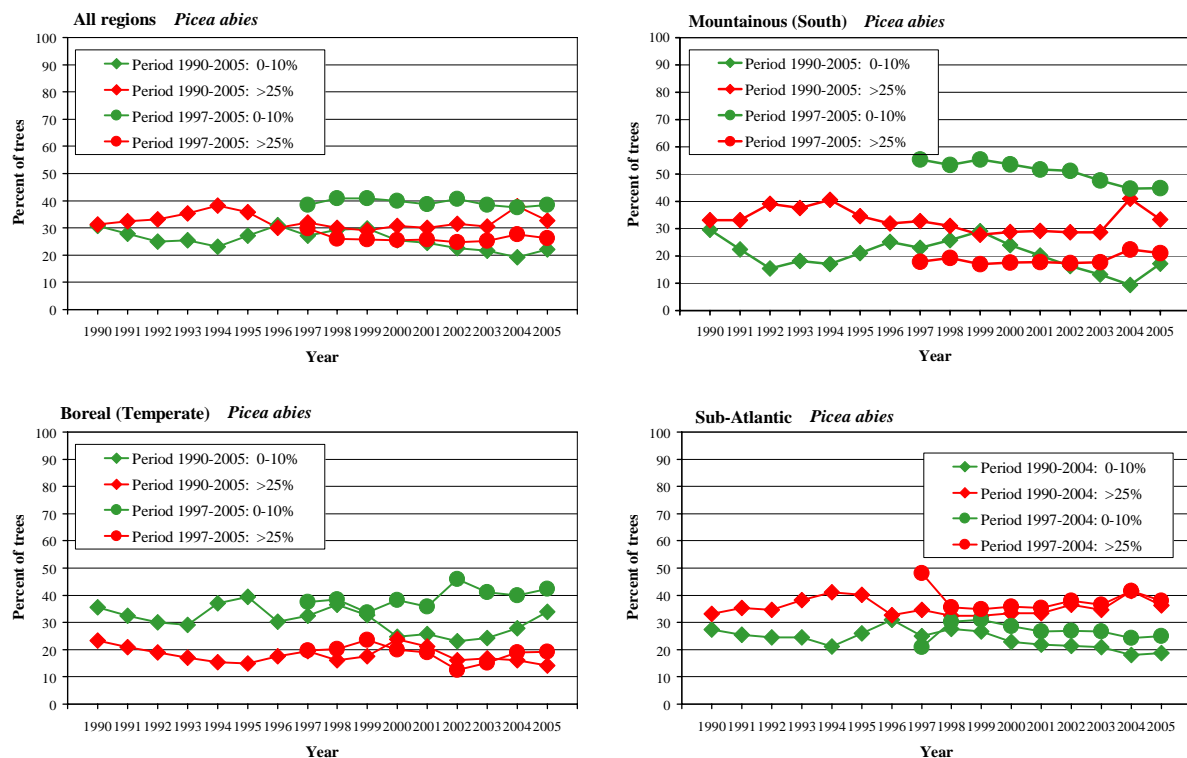 All regions Picea abies
Percent of trees
100
90
80
70
60
50
40
30
20
10
0
Period 1990-2005: 0-10%
Period 1990-2005: >25%
Period 1997-2005: 0-10%
Period 1997-2005: >25%
1990 1991 1992 1993 1994 1995 1996 1997 1998 1999 2000 2001 2002 2003 2004 2005
Year
Mountainous (South) Picea abies
Percent of trees
100
90
80
70
60
50
40
30
20
10
0
Period 1990-2005: 0-10%
Period 1990-2005: >25%
Period 1997-2005: 0-10%
Period 1997-2005: >25%
1990 1991 1992 1993 1994 1995 1996 1997 1998 1999 2000 2001 2002 2003 2004 2005
Year
Boreal (Temperate) Picea abies
Percent of trees
100
90
80
70
60
50
40
30
20
10
0
Period 1990-2005: 0-10%
Period 1990-2005: >25%
Period 1997-2005: 0-10%
Period 1997-2005: >25%
1990 1991 1992 1993 1994 1995 1996 1997 1998 1999 2000 2001 2002 2003 2004 2005
Year
Sub-Atlantic Picea abies
Percent of trees
100
90
80
70
60
50
40
30
20
10
0
Period 1990-2004: 0-10%
Period 1990-2004: >25%
Period 1997-2004: 0-10%
Period 1997-2004: >25%
1990 1991 1992 1993 1994 1995 1996 1997 1998 1999 2000 2001 2002 2003 2004 2005
Year